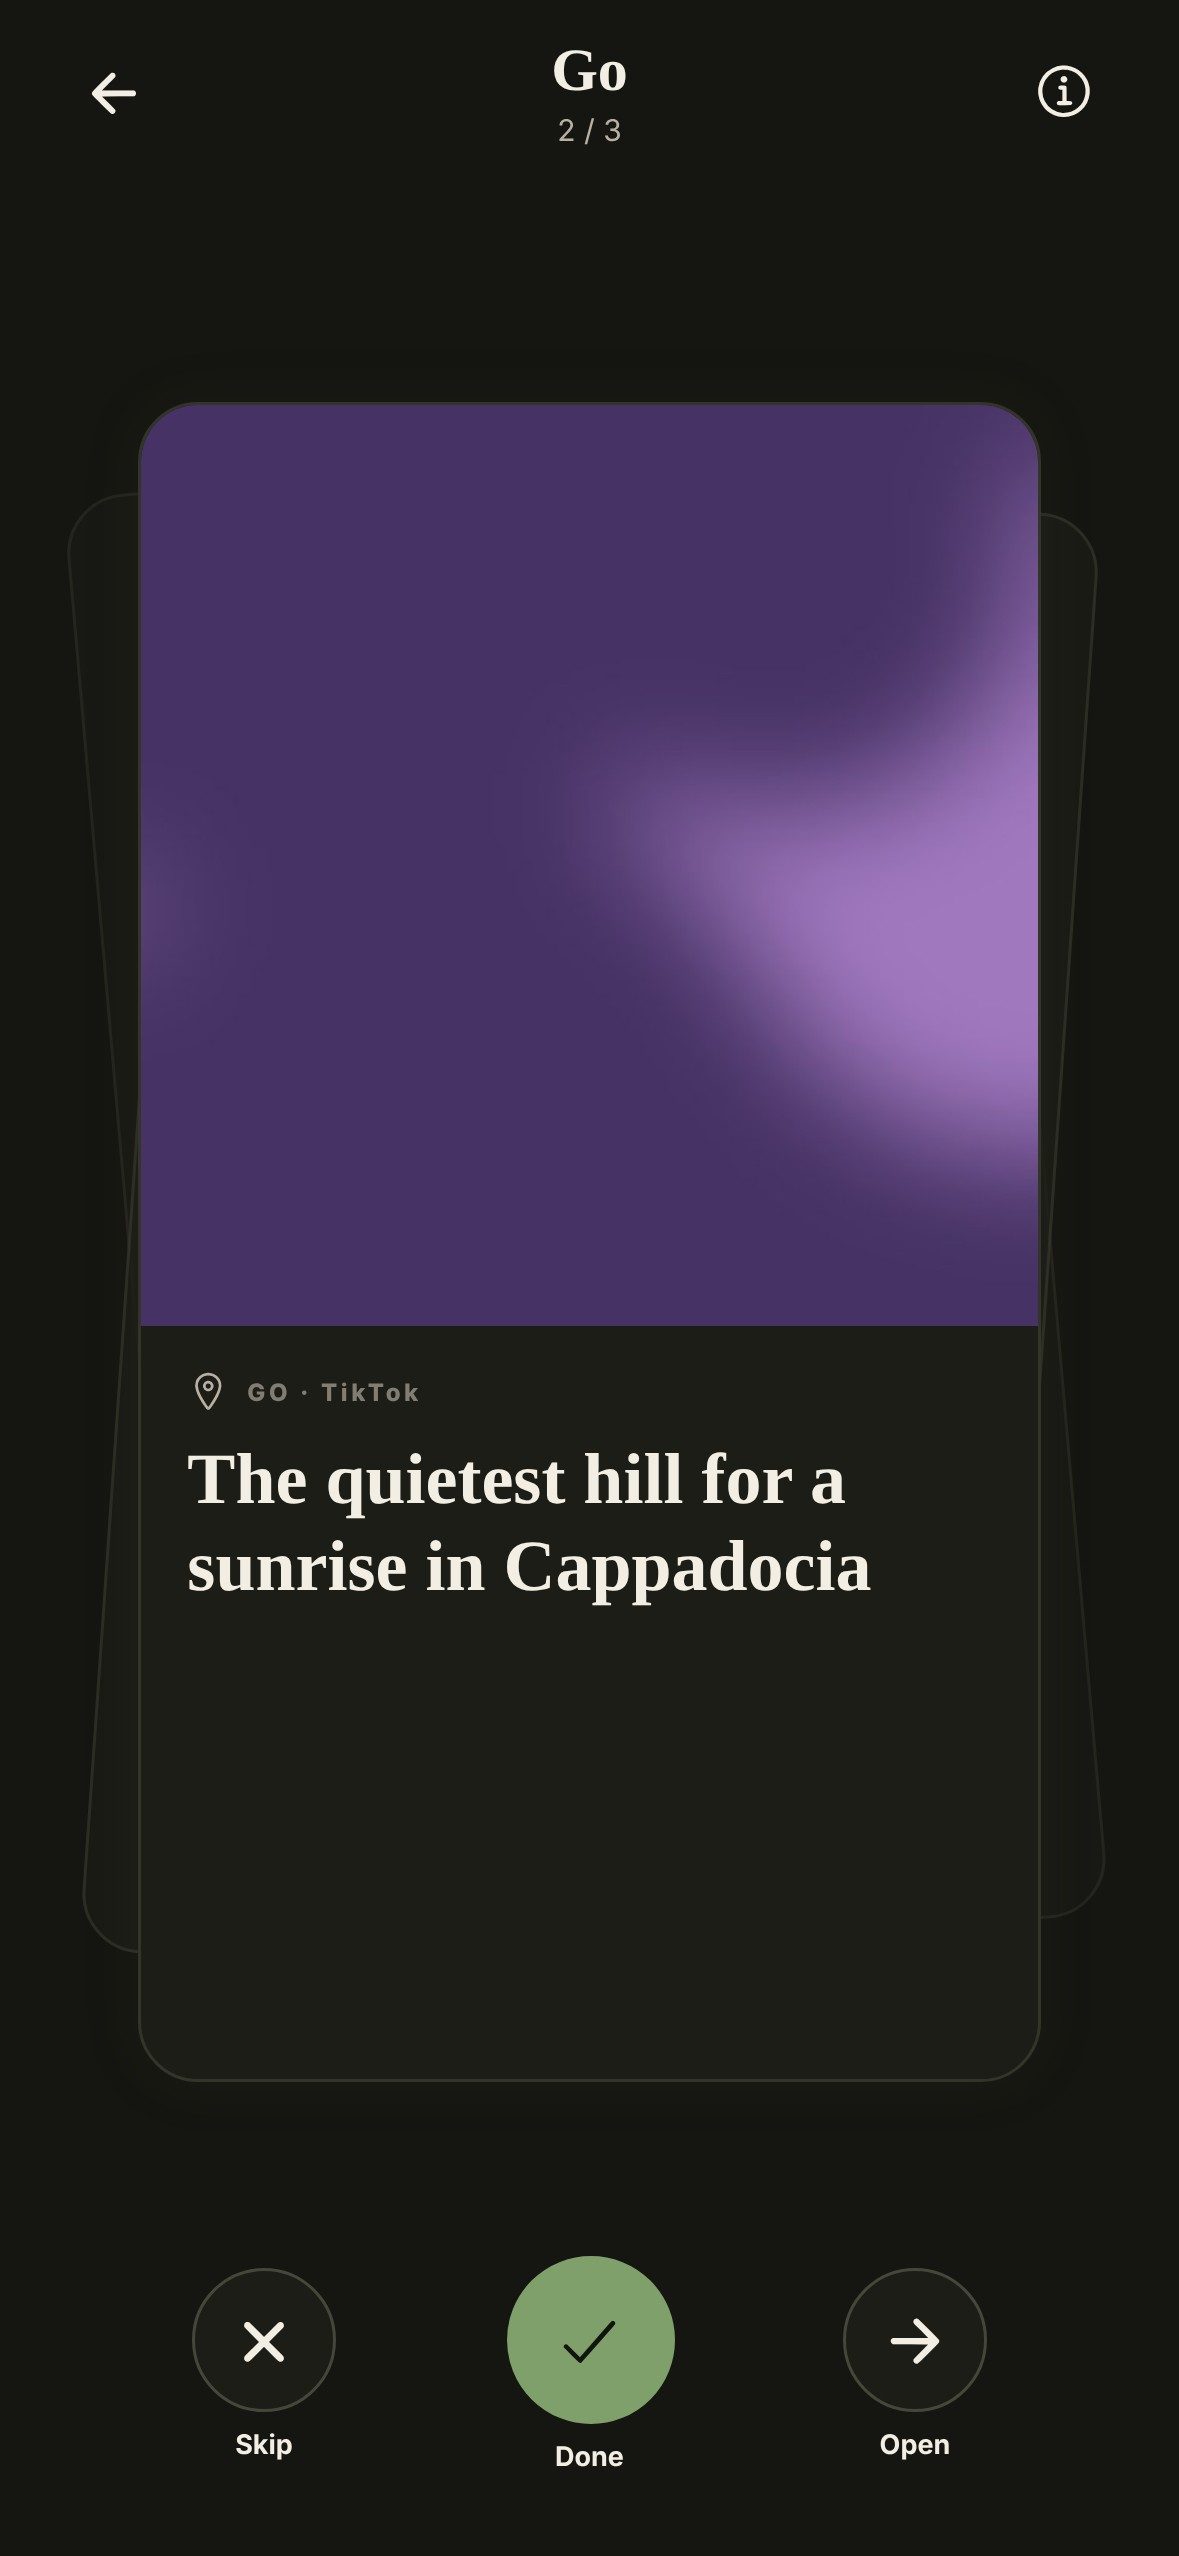 Go
2 / 3
GO · TikTok
The quietest hill for a
sunrise in Cappadocia
Skip
Done
Open